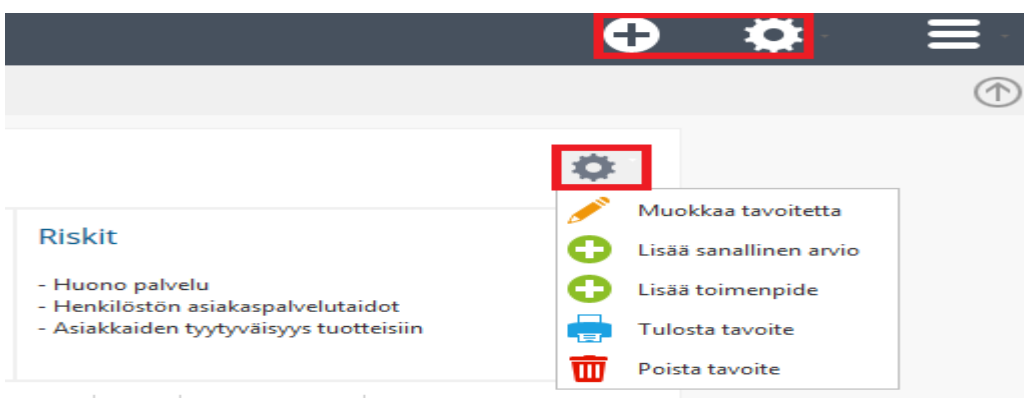 Muokkaa tavoitetta
Lisää sanallinen arvio
Lisää toimenpide
Tulosta tavoite
Poista tavoite
Riskit
- Huono palvelu
- Henkilöstön asiakaspalvelutaidot
- Asiakkaiden tyytyväisyys tuotteisiin